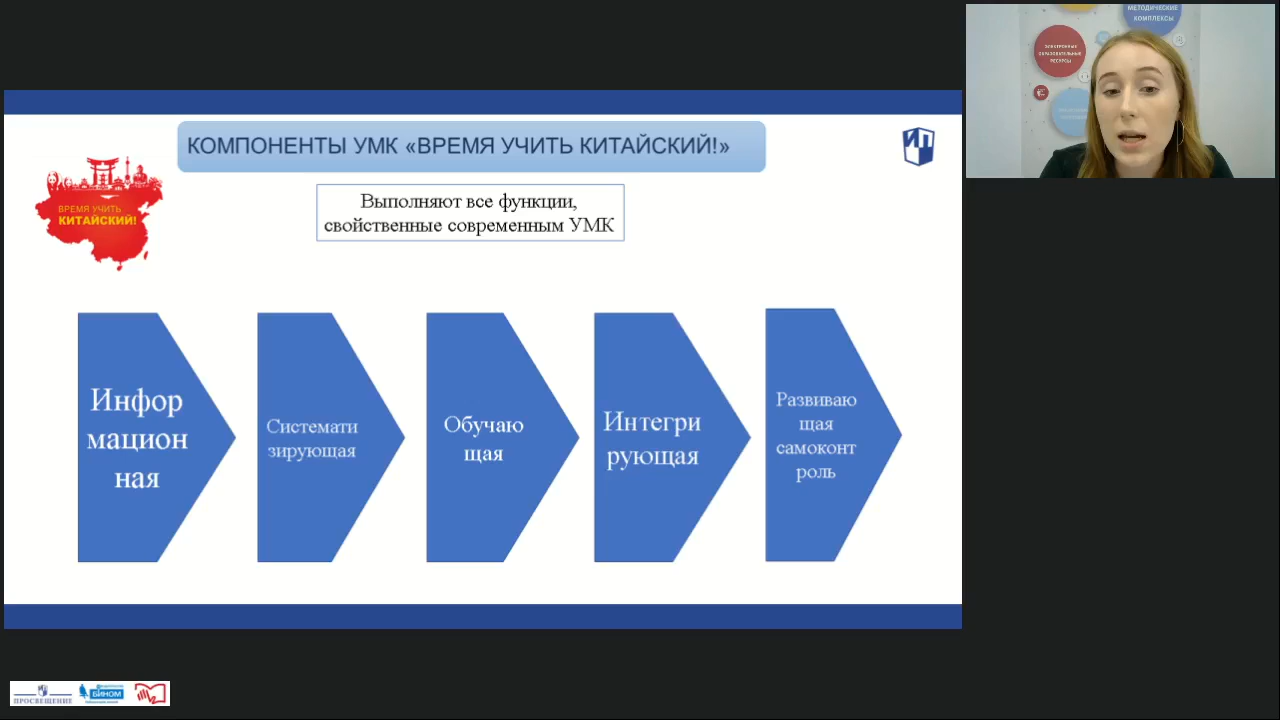 КОМПОНЕНТЫ УМК «ВРЕМЯ УЧИТЬ КИТАЙСКИЙ!»
Выполняют все функции,
свойственные современным УМК
ВРЕМЯ УЧИТЬ
КИТАЙСКИЙ!
Инфор
мацион
ная
Системати
зирующая
Обучаю
щая
Интегри
рующая
Развиваю
щая
самоконт
роль
МЕТОДИЧЕСКИЕ
КОМПЛЕКСЫ
ЭЛЕКТРОННЫЕ
ОБРАЗОВАТЕЛЬНЫЕ
РЕСУРСЫ
ПРОСВЕЩЕНИЕ
БИНОМ